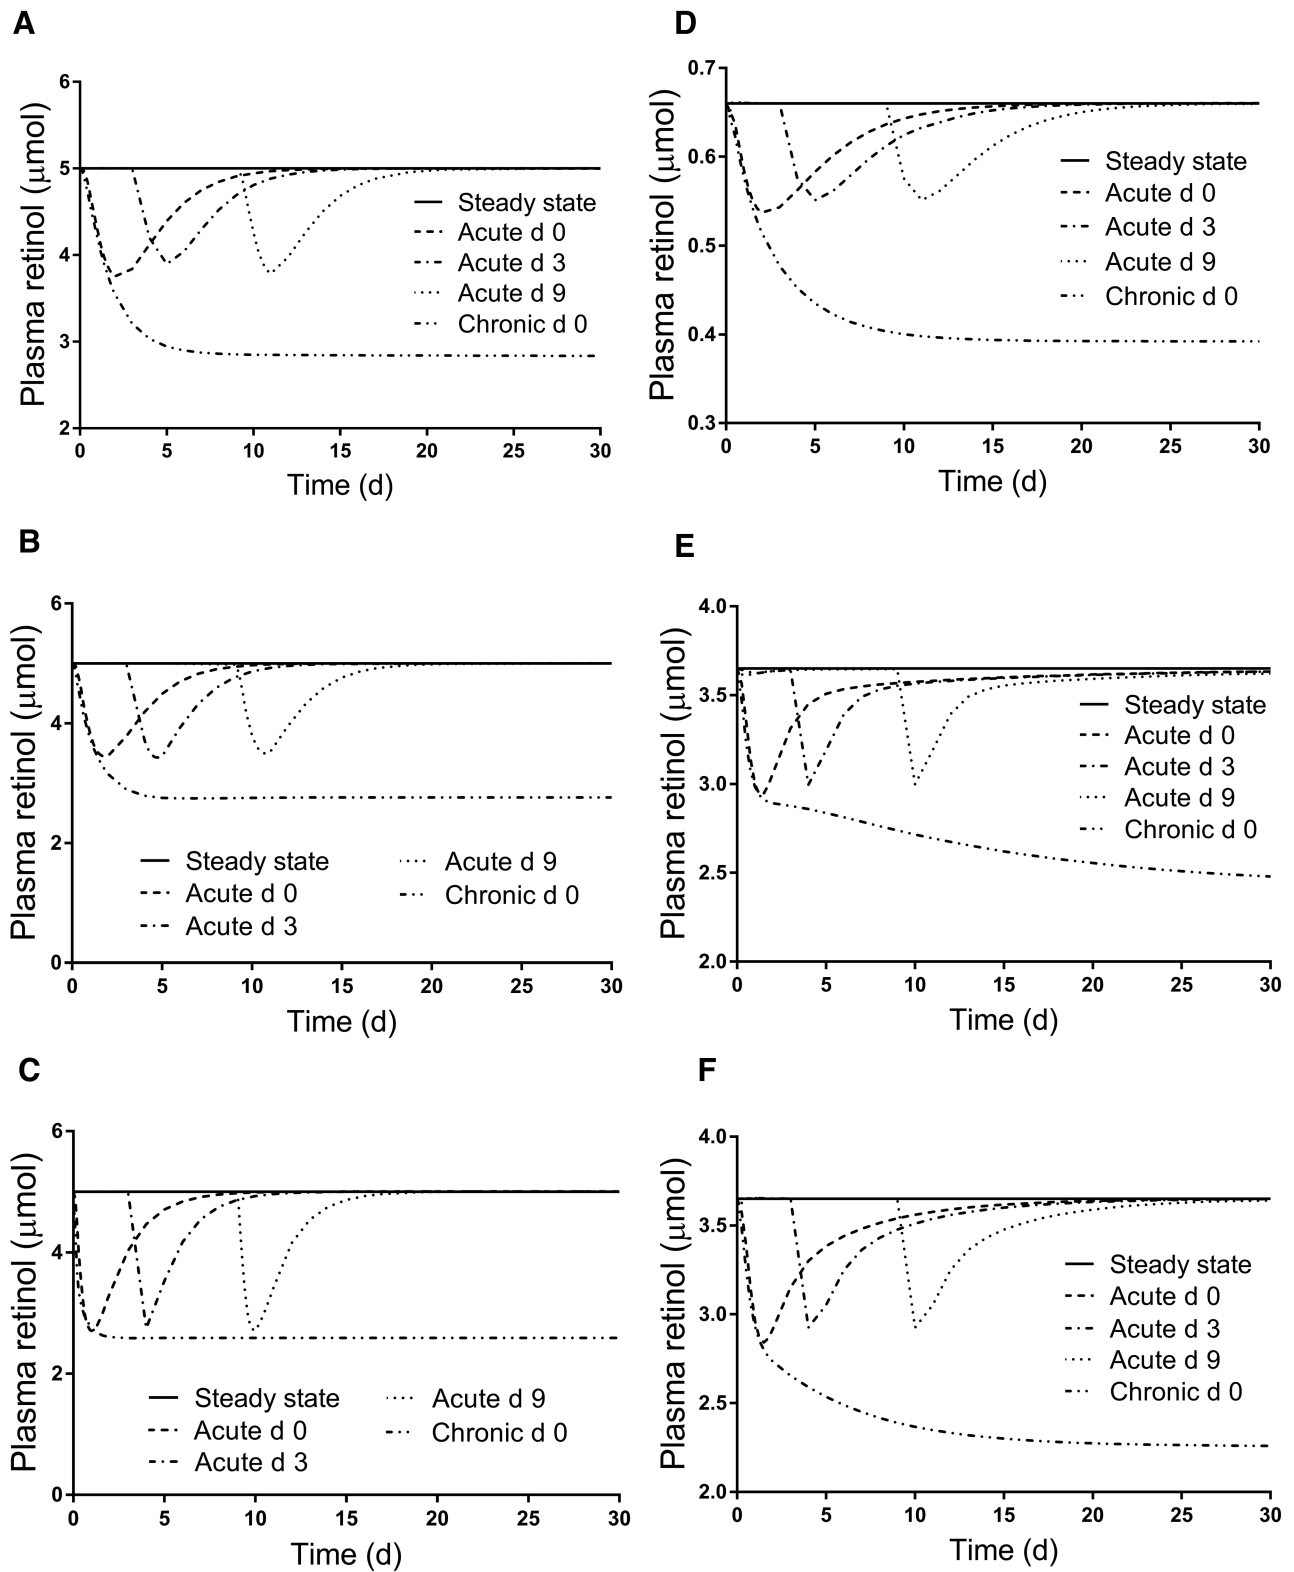 A
6
5
4
3
2
Plasma retinol (μmol)
0 5 10 15 20 25 30
Time (d)
Steady state
Acute d 0
Acute d 3
Acute d 9
Chronic d 0
D
0.7
0.6
0.5
0.4
0.3
Plasma retinol (μmol)
0 5 10 15 20 25 30
Time (d)
Steady state
Acute d 0
Acute d 3
Acute d 9
Chronic d 0
B
6
4
2
0
Plasma retinol (μmol)
0 5 10 15 20 25 30
Time (d)
Steady state
Acute d 0
Acute d 3
Acute d 9
Chronic d 0
E
4.0
3.5
3.0
2.5
2.0
Plasma retinol (μmol)
0 5 10 15 20 25 30
Time (d)
Steady state
Acute d 0
Acute d 3
Acute d 9
Chronic d 0
C
6
4
2
0
Plasma retinol (μmol)
0 5 10 15 20 25 30
Time (d)
Steady state
Acute d 0
Acute d 3
Acute d 9
Chronic d 0
F
4.0
3.5
3.0
2.5
2.0
Plasma retinol (μmol)
0 5 10 15 20 25 30
Time (d)
Steady state
Acute d 0
Acute d 3
Acute d 9
Chronic d 0